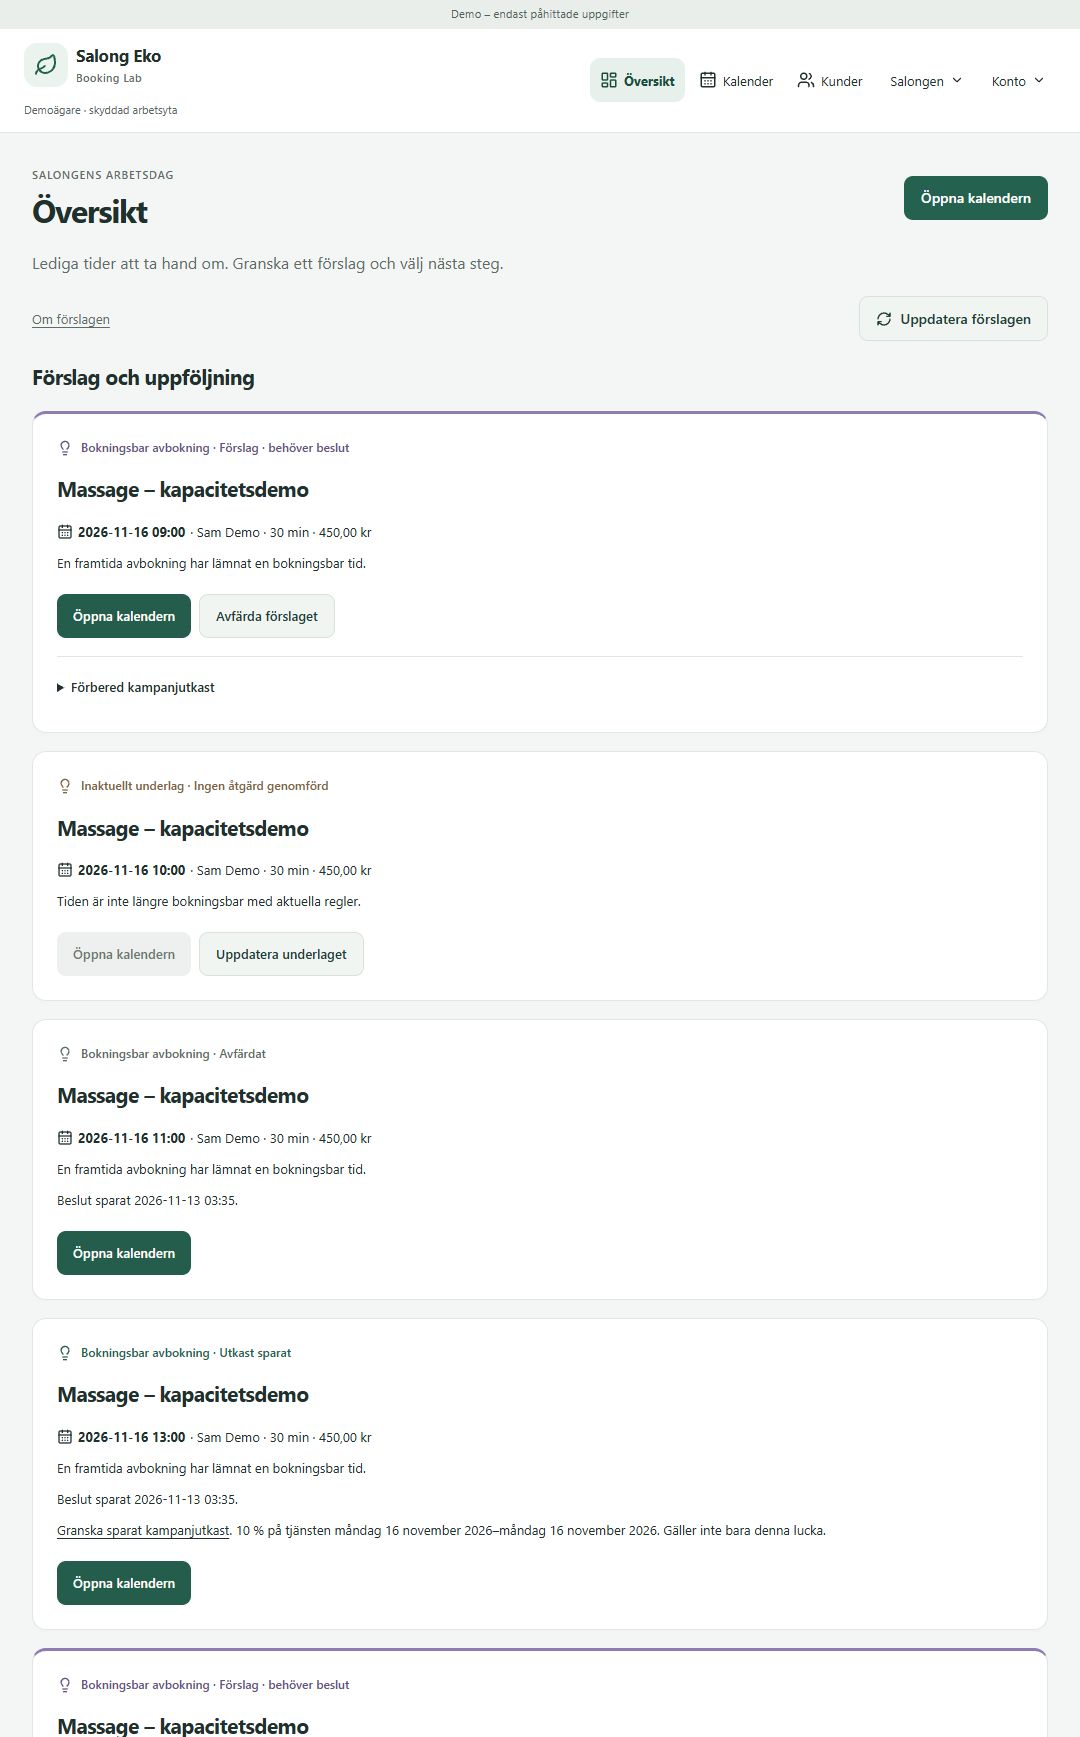 Demo – endast påhittade uppgifter
Salong Eko
Booking Lab
Demoägare · skyddad arbetsyta
Översikt
Kalender
Kunder
Salongen
Konto
SALONGENS ARBETSDAG
Översikt
Öppna kalendern
Lediga tider att ta hand om. Granska ett förslag och välj nästa steg.
Om förslagen
Uppdatera förslagen
Förslag och uppföljning
Bokningsbar avbokning · Förslag · behöver beslut
Massage – kapacitetsdemo
2026-11-16 09:00 · Sam Demo · 30 min · 450,00 kr
En framtida avbokning har lämnat en bokningsbar tid.
Öppna kalendern
Avfärda förslaget
Förbered kampanjutkast
Inaktuellt underlag · Ingen åtgärd genomförd
Massage – kapacitetsdemo
2026-11-16 10:00 · Sam Demo · 30 min · 450,00 kr
Tiden är inte längre bokningsbar med aktuella regler.
Öppna kalendern
Uppdatera underlaget
Bokningsbar avbokning · Avfärdat
Massage – kapacitetsdemo
2026-11-16 11:00 · Sam Demo · 30 min · 450,00 kr
En framtida avbokning har lämnat en bokningsbar tid.
Beslut sparat 2026-11-13 03:35.
Öppna kalendern
Bokningsbar avbokning · Utkast sparat
Massage – kapacitetsdemo
2026-11-16 13:00 · Sam Demo · 30 min · 450,00 kr
En framtida avbokning har lämnat en bokningsbar tid.
Beslut sparat 2026-11-13 03:35.
Granska sparat kampanjutkast. 10 % på tjänsten måndag 16 november 2026–måndag 16 november 2026. Gäller inte bara denna lucka.
Öppna kalendern
Bokningsbar avbokning · Förslag · behöver beslut
Massage – kapacitetsdemo